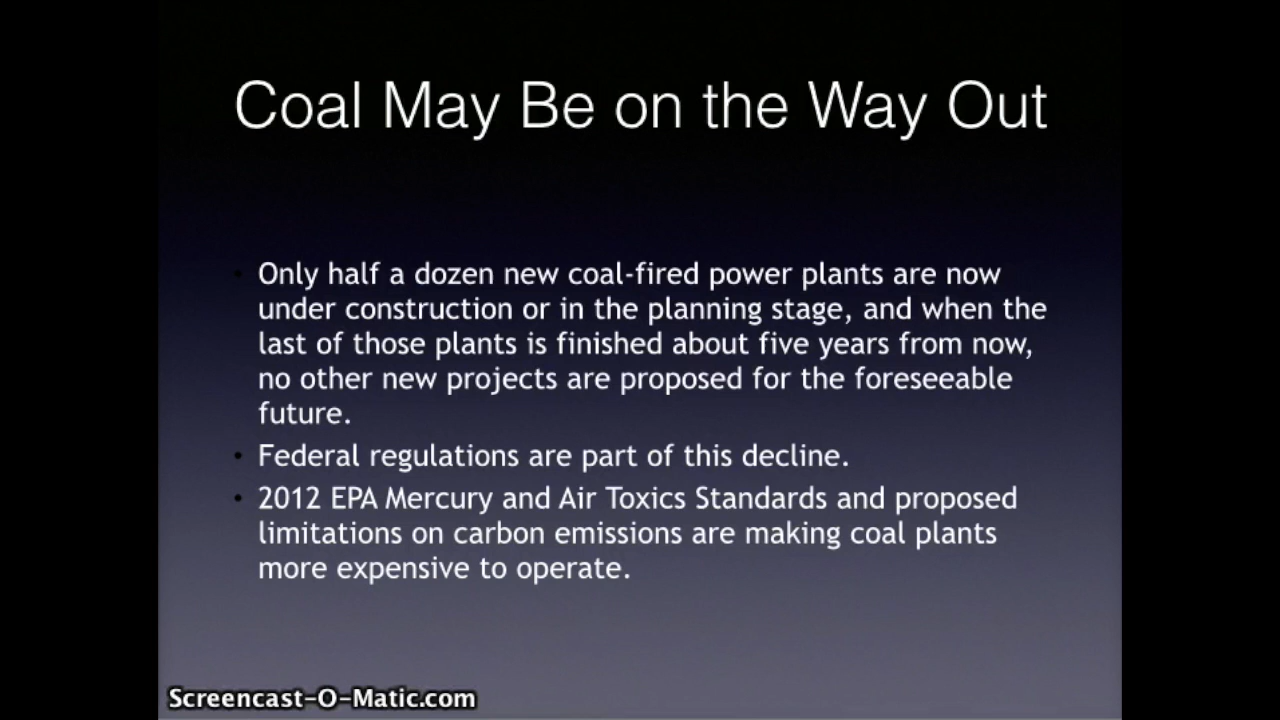 Coal May Be on the Way Out
• Only half a dozen new coal-fired power plants are now
under construction or in the planning stage, and when the
last of those plants is finished about five years from now,
no other new projects are proposed for the foreseeable
future.
• Federal regulations are part of this decline.
• 2012 EPA Mercury and Air Toxics Standards and proposed
limitations on carbon emissions are making coal plants
more expensive to operate.
Screencast-O-Matic.com